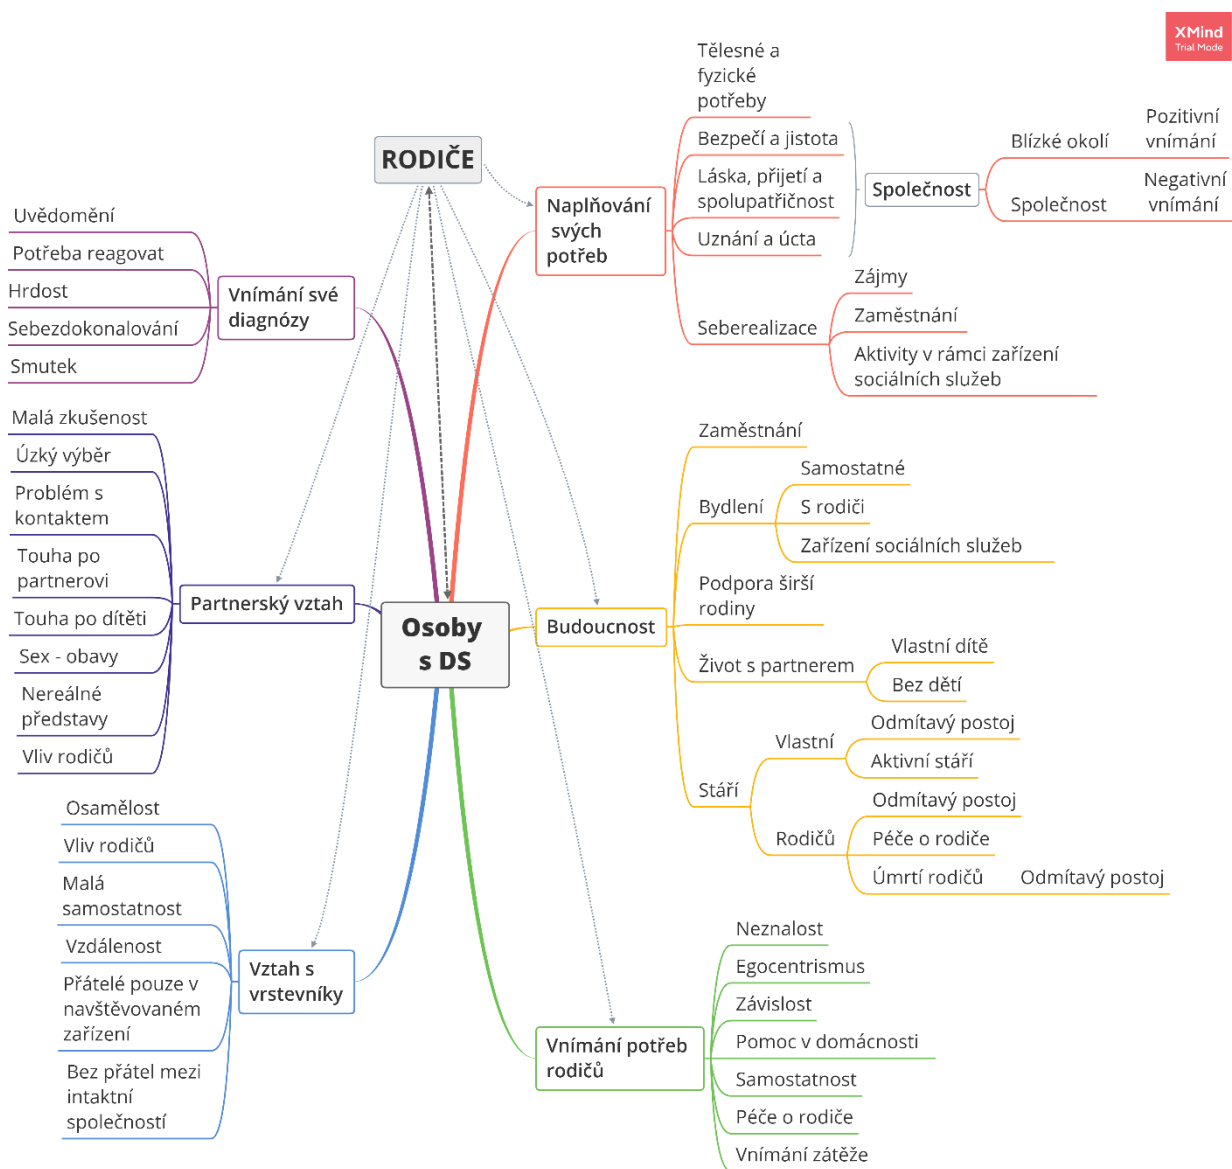 XMind
Trial Mode
RODIČE
Osoby
s DS
Naplňování
svých
potřeb
Tělesné a
fyzické
potřeby
Bezpečí a jistota
Láska, přijetí a
spolupatřičnost
Uznání a úcta
Společnost
Blízké okolí
Pozitivní
vnímání
Společnost
Negativní
vnímání
Seberealizace
Zájmy
Zaměstnání
Aktivity v rámci zařízení
sociálních služeb
Budoucnost
Zaměstnání
Bydlení
Samostatné
S rodiči
Zařízení sociálních služeb
Podpora širší
rodiny
Život s partnerem
Vlastní dítě
Bez dětí
Stáří
Vlastní
Odmítavý postoj
Aktivní stáří
Rodičů
Odmítavý postoj
Péče o rodiče
Úmrtí rodičů
Odmítavý postoj
Vnímání potřeb
rodičů
Neznalost
Egocentrismus
Závislost
Pomoc v domácnosti
Samostatnost
Péče o rodiče
Vnímání zátěže
Vnímání své
diagnózy
Uvědomění
Potřeba reagovat
Hrdost
Sebezdokonalování
Smutek
Partnerský vztah
Malá zkušenost
Úzký výběr
Problém s
kontaktem
Touha po
partnerovi
Touha po dítěti
Sex - obavy
Nereálné
představy
Vliv rodičů
Vztah s
vrstevníky
Osamělost
Vliv rodičů
Malá
samostatnost
Vzdálenost
Přátelé pouze v
navštěvovaném
zařízení
Bez přátel mezi
intaktní
společností